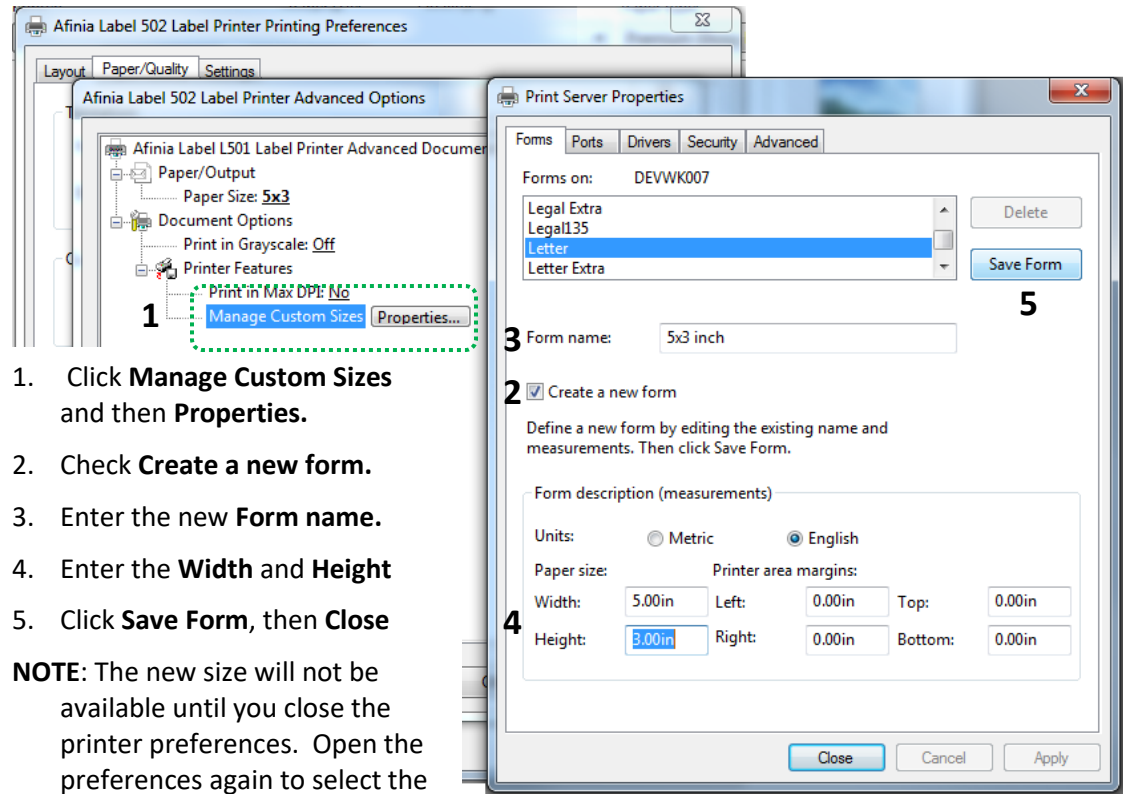 Afinia Label 502 Label Printer Printing Preferences
Layout Paper/Quality Settings
Afinia Label 502 Label Printer Advanced Options
Afinia Label L501 Label Printer Advanced Documen
Paper/Output
Paper Size: 5x3
Document Options
Print in Grayscale: Off
Printer Features
Print in Max DPI: No
1 Manage Custom Sizes Properties...
1. Click Manage Custom Sizes
and then Properties.
2. Check Create a new form.
3. Enter the new Form name.
4. Enter the Width and Height
5. Click Save Form, then Close
NOTE: The new size will not be
available until you close the
printer preferences. Open the
preferences again to select the
Print Server Properties
Forms Ports Drivers Security Advanced
Forms on: DEVWK007
Legal Extra
Legal135
Letter
Letter Extra
Delete
Save Form
5
3 Form name: 5x3 inch
2 Create a new form
Define a new form by editing the existing name and
measurements. Then click Save Form.
Form description (measurements)
Units: Metric English
Paper size: Printer area margins:
Width: 5.00in Left: 0.00in Top: 0.00in
4
Height: 3.00in Right: 0.00in Bottom: 0.00in
Close Cancel Apply